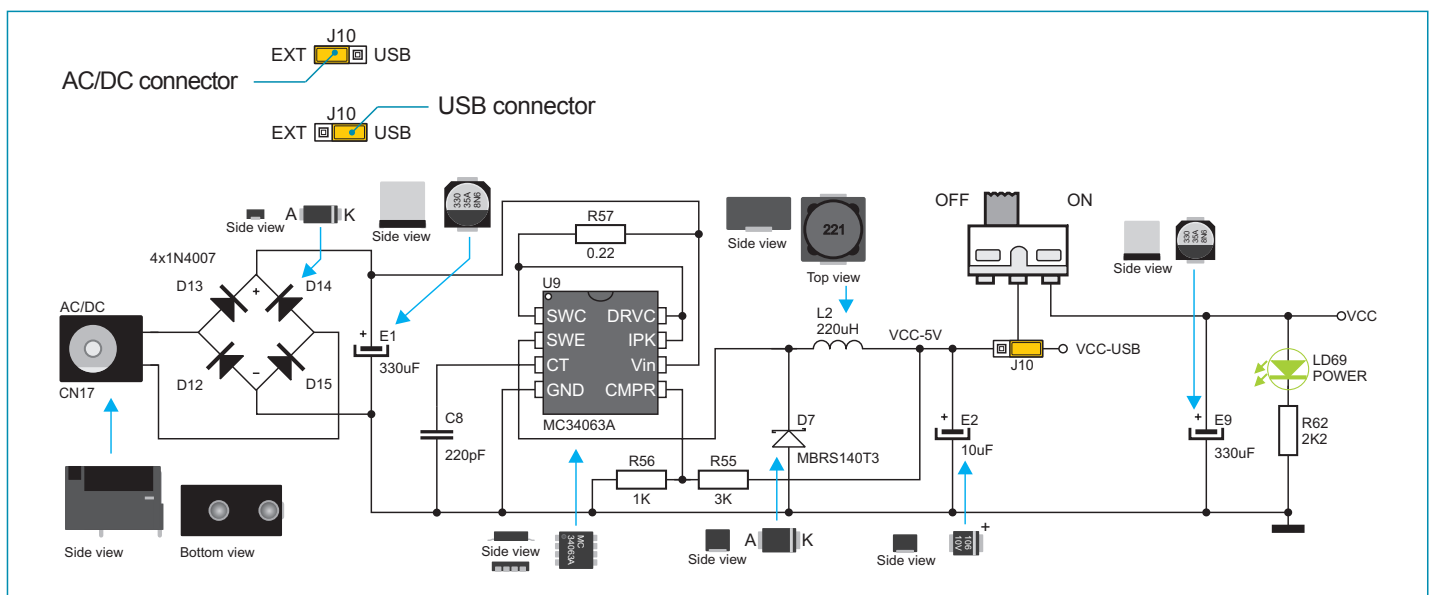 J10
EXT USB
AC/DC connector
J10
USB connector
EXT USB
OFF ON
330
35A
8N6
A K
Side view
Side view
R57
0.22
Side view
221
Top view
330
35A
8N6
Side view
4x1N4007
D13
+
D14
AC/DC
CN17
D12
−
D15
+
E1
330uF
U9
SWC DRVC
SWE IPK
CT Vin
GND CMPR
MC34063A
L2
220uH
VCC-5V
VCC-USB
J10
VCC
LD69
POWER
C8
220pF
D7
MBRS140T3
+
E2
10uF
+
E9
330uF
R62
2K2
R56
1K
R55
3K
Side view
Bottom view
Side view
MC
34063A
A K
Side view
Side view
106
10V
+